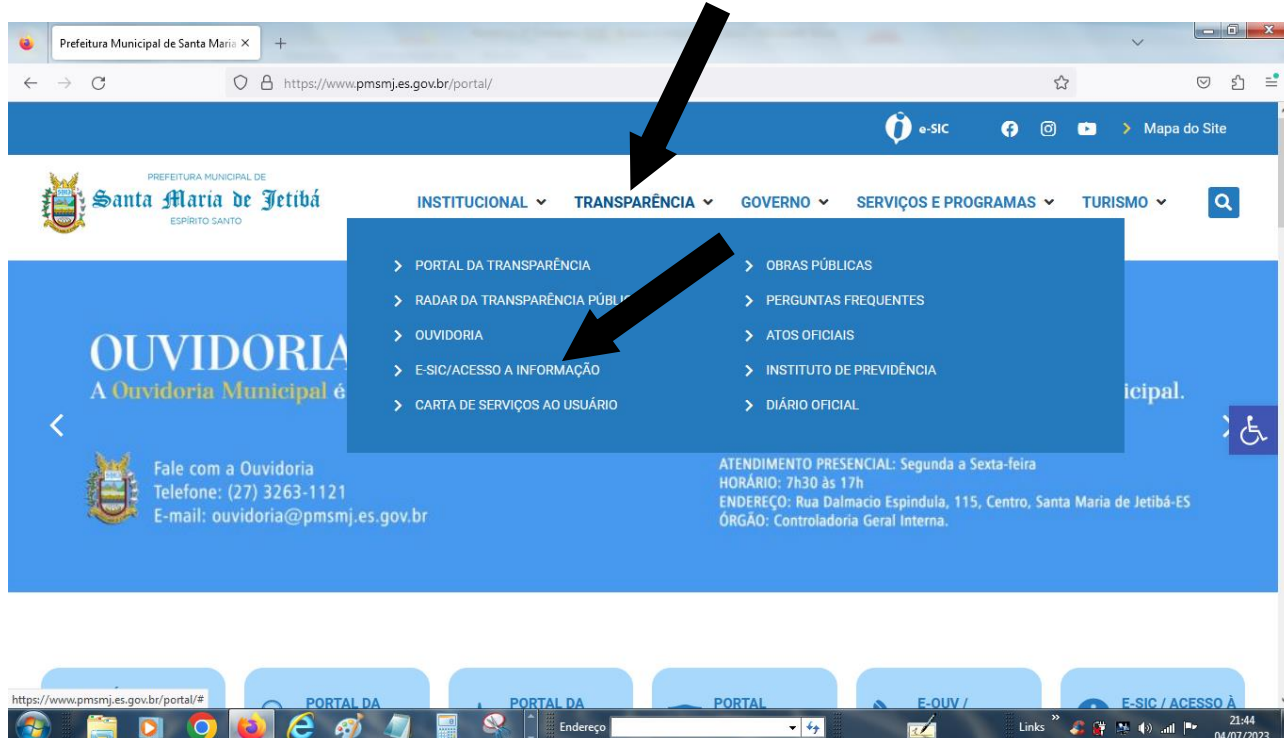 Prefeitura Municipal de Santa Maria
https://www.pmsmj.es.gov.br/portal/
e-SIC
Mapa do Site
PREFEITURA MUNICIPAL DE
Santa Maria de Jetibá
ESPÍRITO SANTO
INSTITUCIONAL TRANSPARÊNCIA GOVERNO SERVIÇOS E PROGRAMAS TURISMO
PORTAL DA TRANSPARÊNCIA
RADAR DA TRANSPARÊNCIA
OUVIDORIA
E-SIC/ACESSO A INFORMAÇÃO
CARTA DE SERVIÇOS AO USUÁRIO
OBRAS PÚBLICAS
PERGUNTAS FREQUENTES
ATOS OFICIAIS
INSTITUTO DE PREVIDÊNCIA
DIÁRIO OFICIAL
OUVIDORIA
A Ouvidoria Municipal é
icipal.
Fale com a Ouvidoria
Telefone: (27) 3263-1121
E-mail: ouvidoria@pmsmj.es.gov.br
ATENDIMENTO PRESENCIAL: Segunda a Sexta-feira
HORÁRIO: 7h30 às 17h
ENDEREÇO: Rua Dalmacio Espindula, 115, Centro, Santa Maria de Jetibá-ES
ÓRGÃO: Controladoria Geral Interna.
PORTAL DA
PORTAL DA
PORTAL
E-OUV /
E-SIC / ACESSO À
https://www.pmsmj.es.gov.br/portal/#
Endereço
Links
21:44
04/07/2023